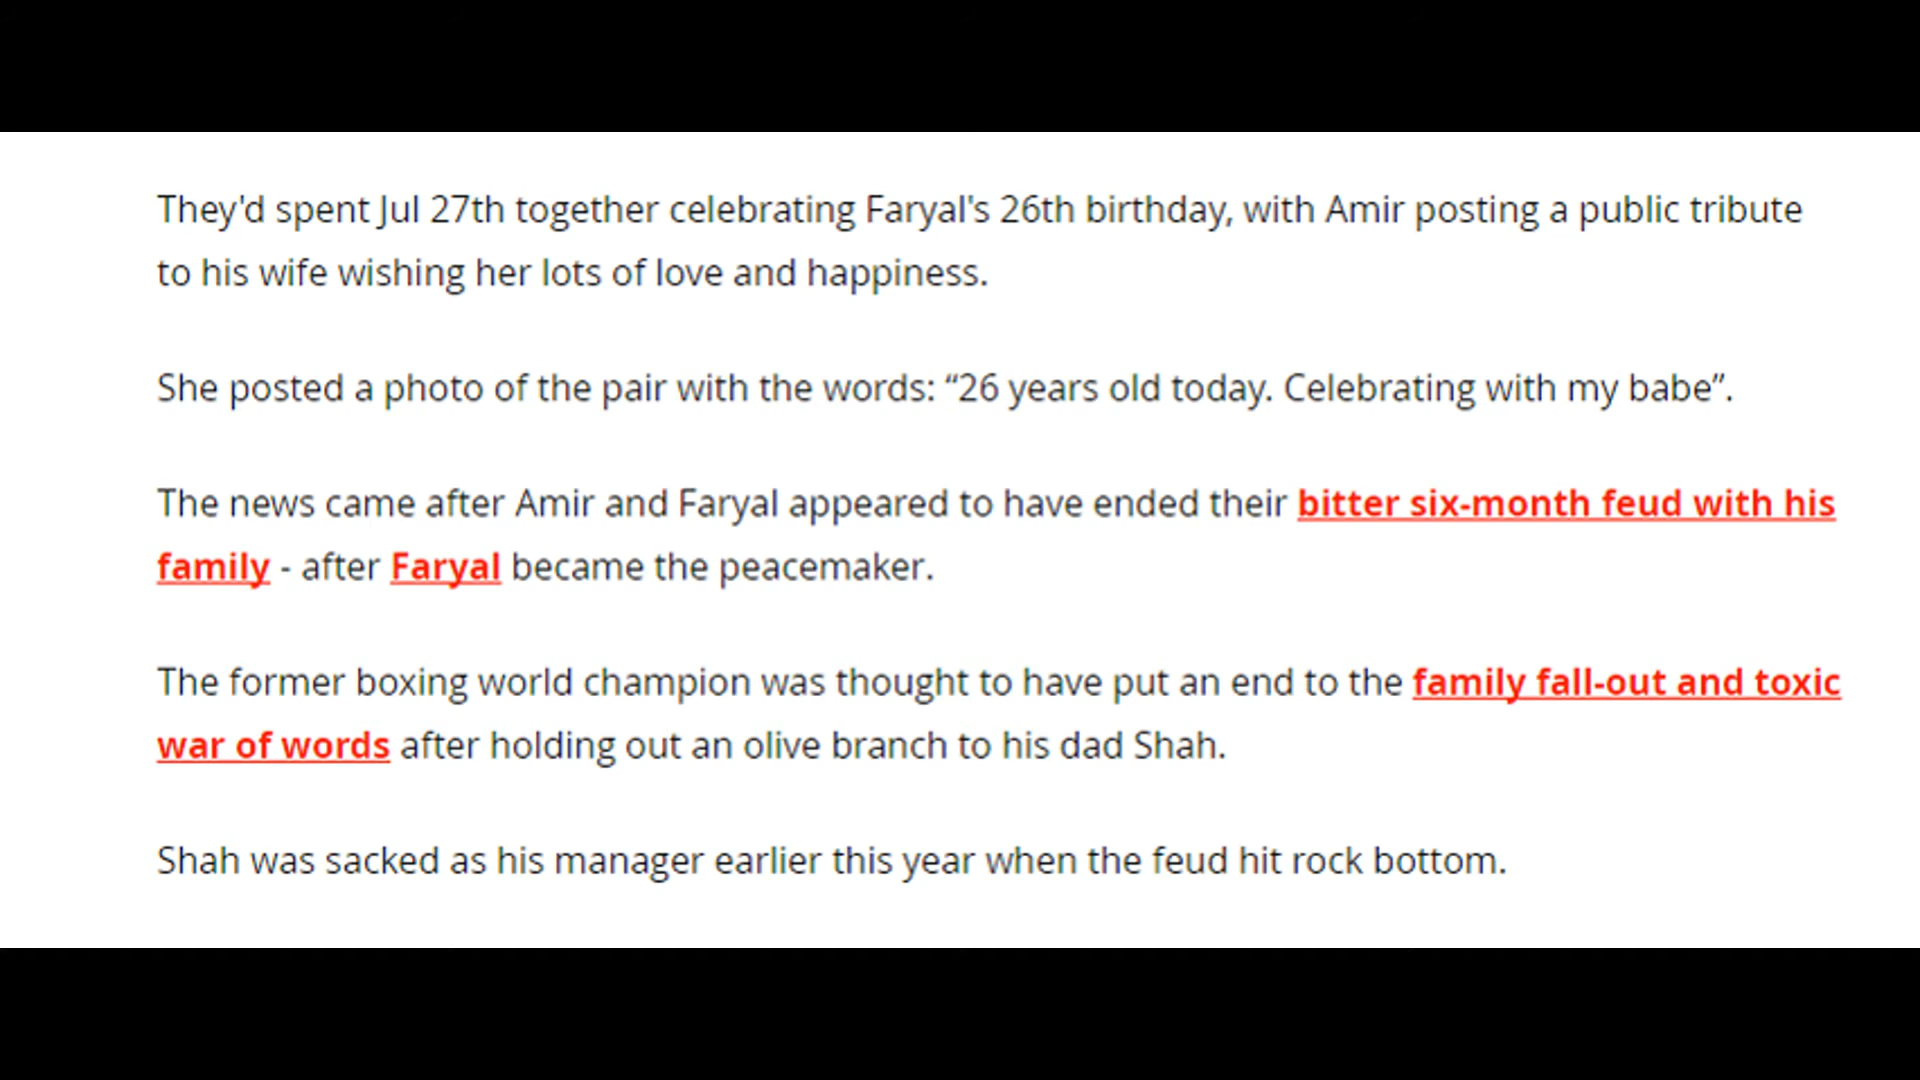 They'd spent Jul 27th together celebrating Faryal's 26th birthday, with Amir posting a public tribute
to his wife wishing her lots of love and happiness.
She posted a photo of the pair with the words: “26 years old today. Celebrating with my babe”.
The news came after Amir and Faryal appeared to have ended their bitter six-month feud with his
family - after Faryal became the peacemaker.
The former boxing world champion was thought to have put an end to the family fall-out and toxic
war of words after holding out an olive branch to his dad Shah.
Shah was sacked as his manager earlier this year when the feud hit rock bottom.